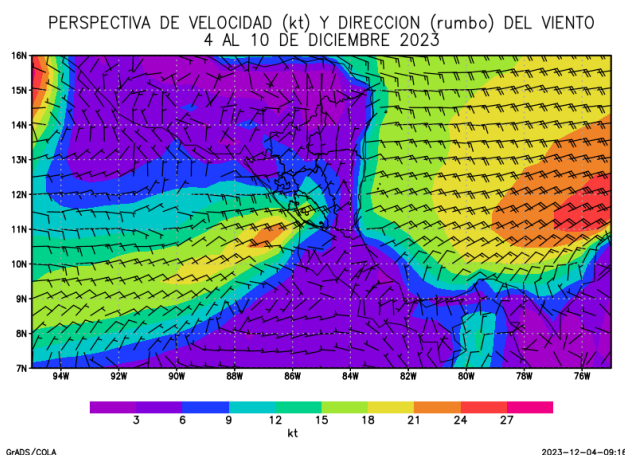 PERSPECTIVA DE VELOCIDAD (kt) Y DIRECCION (rumbo) DEL VIENTO
4 AL 10 DE DICIEMBRE 2023
16N
15N
14N
13N
12N
11N
10N
9N
8N
7N
94W 92W 90W 88W 86W 84W 82W 80W 78W 76W
3 6 9 12 15 18 21 24 27
kt
GrADS/COLA 2023-12-04-09:16